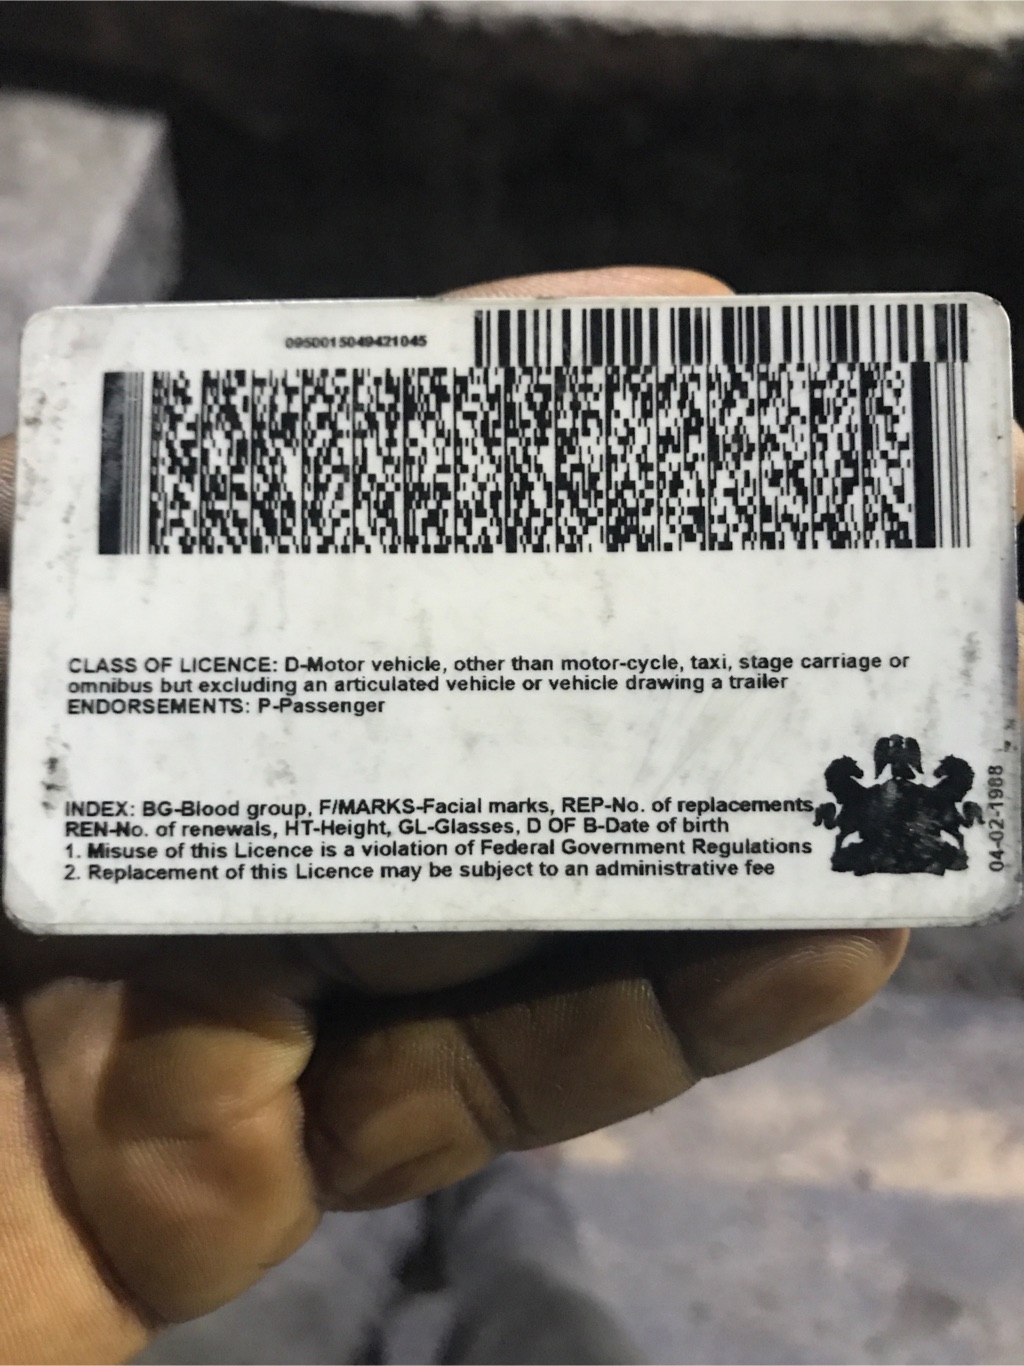 0950015049421045
CLASS OF LICENCE: D-Motor vehicle, other than motor-cycle, taxi, stage carriage or
omnibus but excluding an articulated vehicle or vehicle drawing a trailer
ENDORSEMENTS: P-Passenger
INDEX: BG-Blood group, F/MARKS-Facial marks, REP-No. of replacements,
REN-No. of renewals, HT-Height, GL-Glasses, D OF B-Date of birth
1. Misuse of this Licence is a violation of Federal Government Regulations
2. Replacement of this Licence may be subject to an administrative fee
04-02-1988